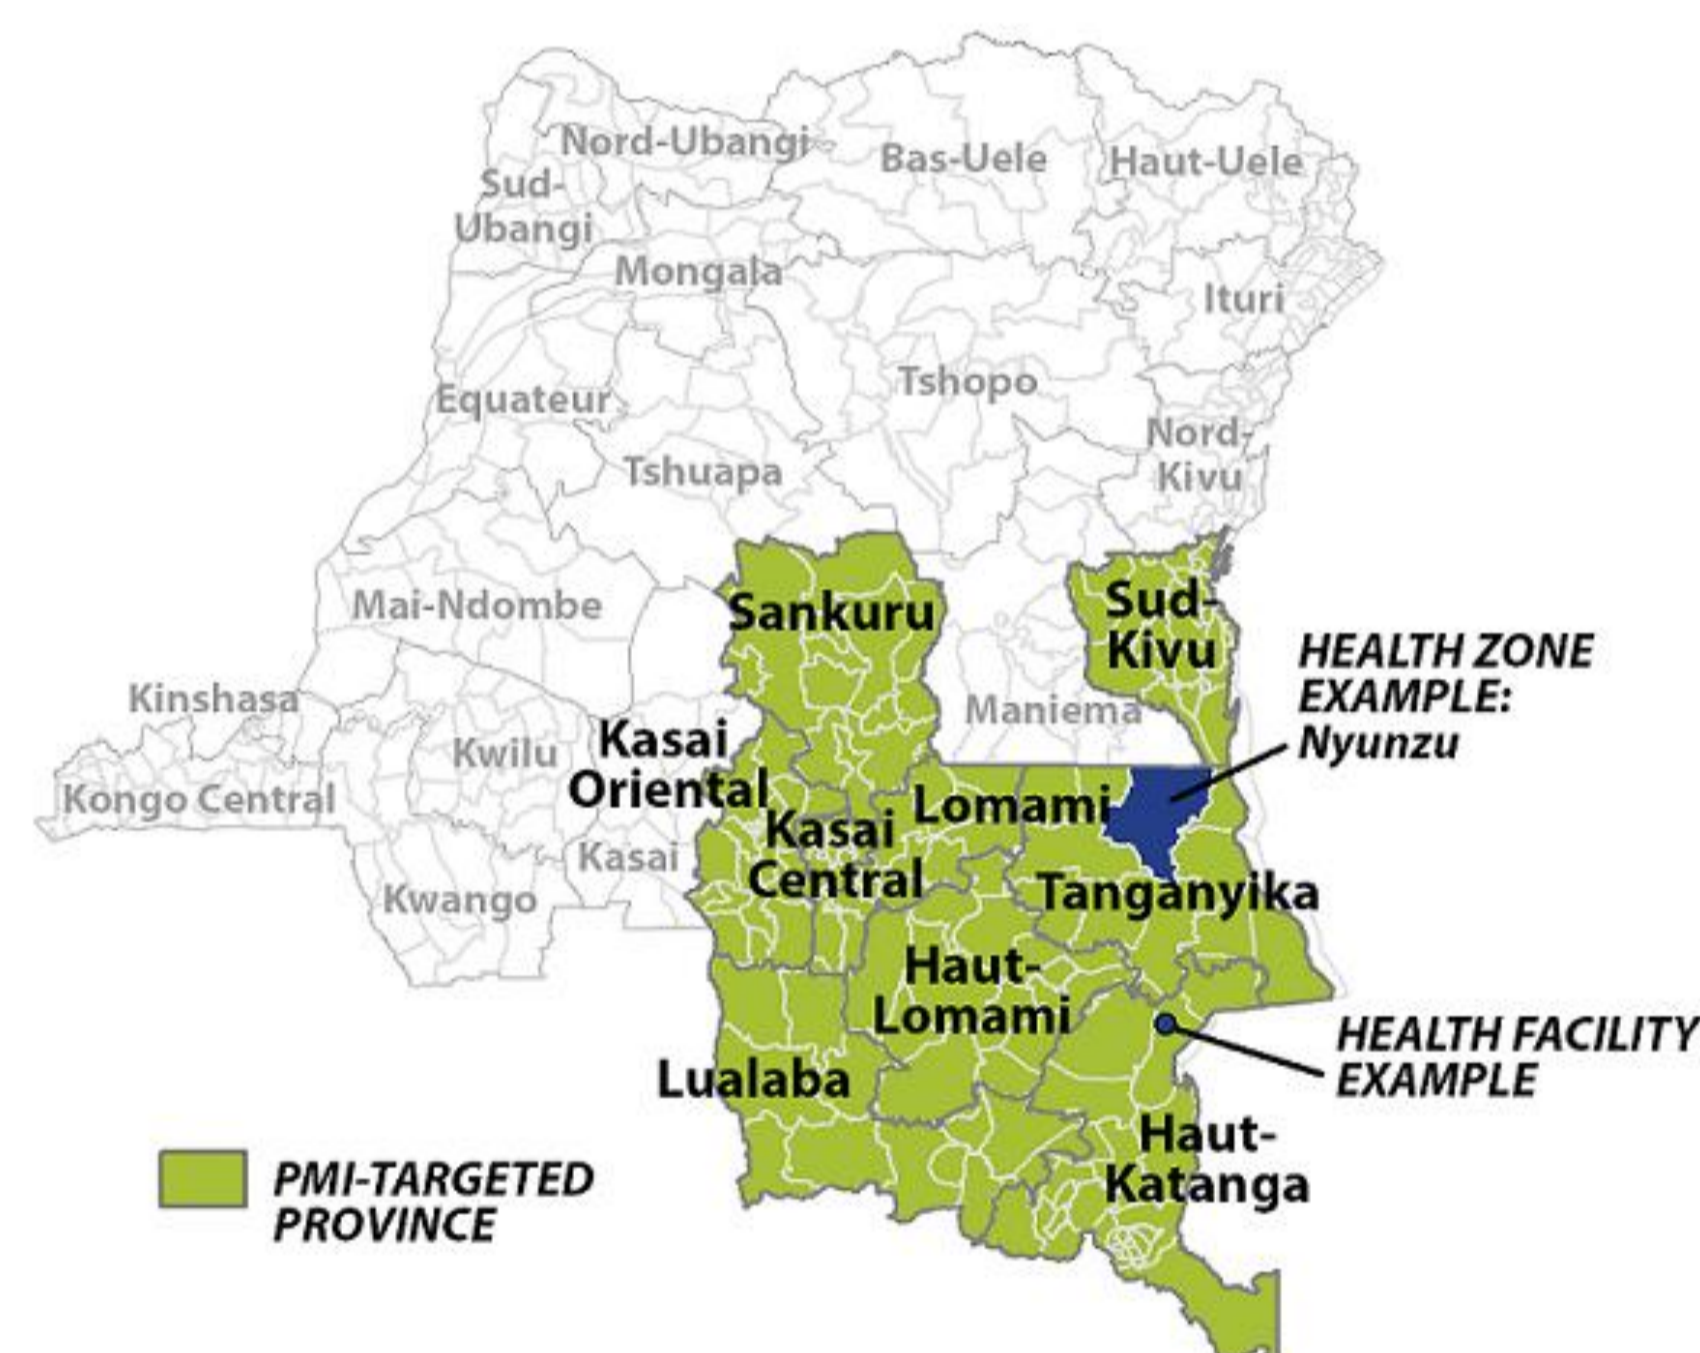 Nord-Ubangi
Bas-Uele
Haut-Uele
Sud-
Ubangi
Mongala
Ituri
Equateur
Tshopo
Nord-
Kivu
Tshuapa
Mai-Ndombe
Sankuru
Sud-
Kivu
HEALTH ZONE
EXAMPLE:
Nyunzu
Kinshasa
Maniema
Kwilu
Kasai
Oriental
Kongo Central
Lomami
Kasai
Central
Kasai
Kwango
Tanganyika
Haut-
Lomami
HEALTH FACILITY
EXAMPLE
Lualaba
Haut-
Katanga
PMI-TARGETED
PROVINCE